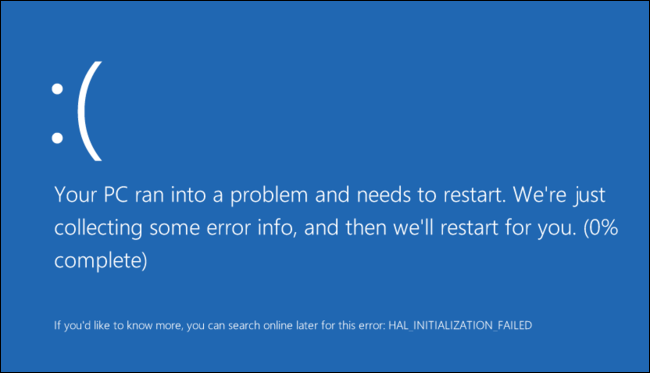 :(
Your PC ran into a problem and needs to restart. We're just
collecting some error info, and then we'll restart for you. (0%
complete)
If you'd like to know more, you can search online later for this error: HAL_INITIALIZATION_FAILED